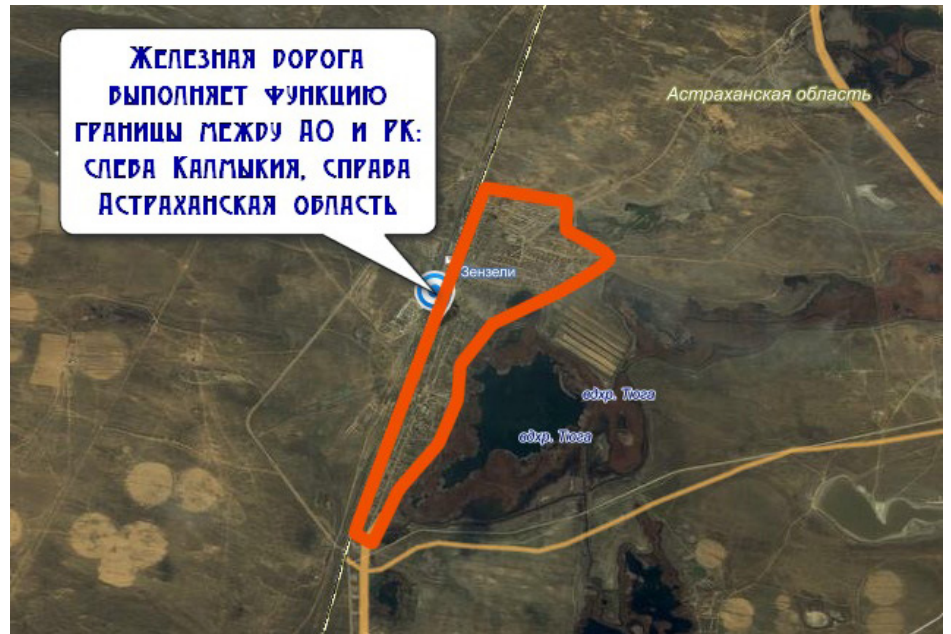 Железная дорога
выполняет функцию
границы между АО и РК:
слева Калмыкия, справа
Астраханская область
Астраханская область
Зензели
вдхр. Тюга
вдхр. Тюга